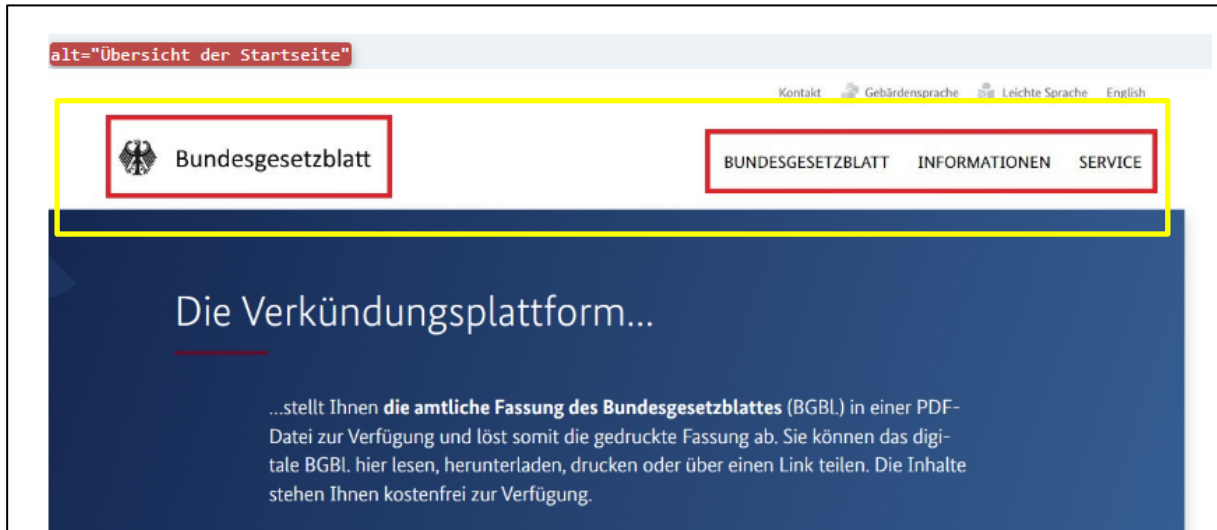 alt="Übersicht der Startseite"
Kontakt Gebärdensprache Leichte Sprache English
Bundesgesetzblatt
BUNDESGESETZBLATT INFORMATIONEN SERVICE
Die Verkündungsplattform...
...stellt Ihnen die amtliche Fassung des Bundesgesetzblattes (BGBl.) in einer PDF-
Datei zur Verfügung und löst somit die gedruckte Fassung ab. Sie können das digi-
tale BGBl. hier lesen, herunterladen, drucken oder über einen Link teilen. Die Inhalte
stehen Ihnen kostenfrei zur Verfügung.